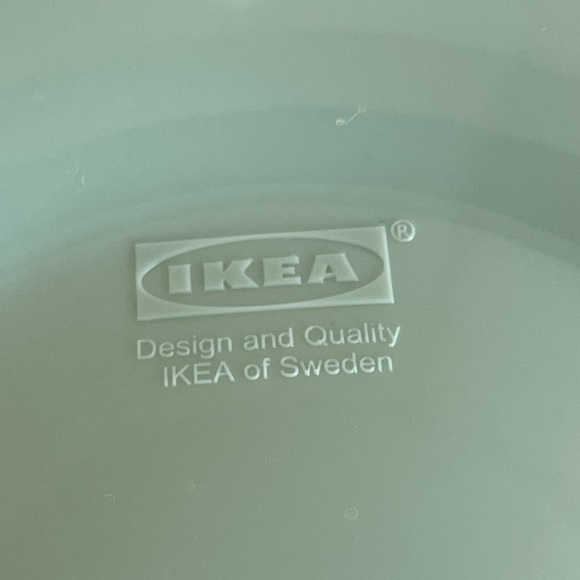 IKEA®
Design and Quality
IKEA of Sweden